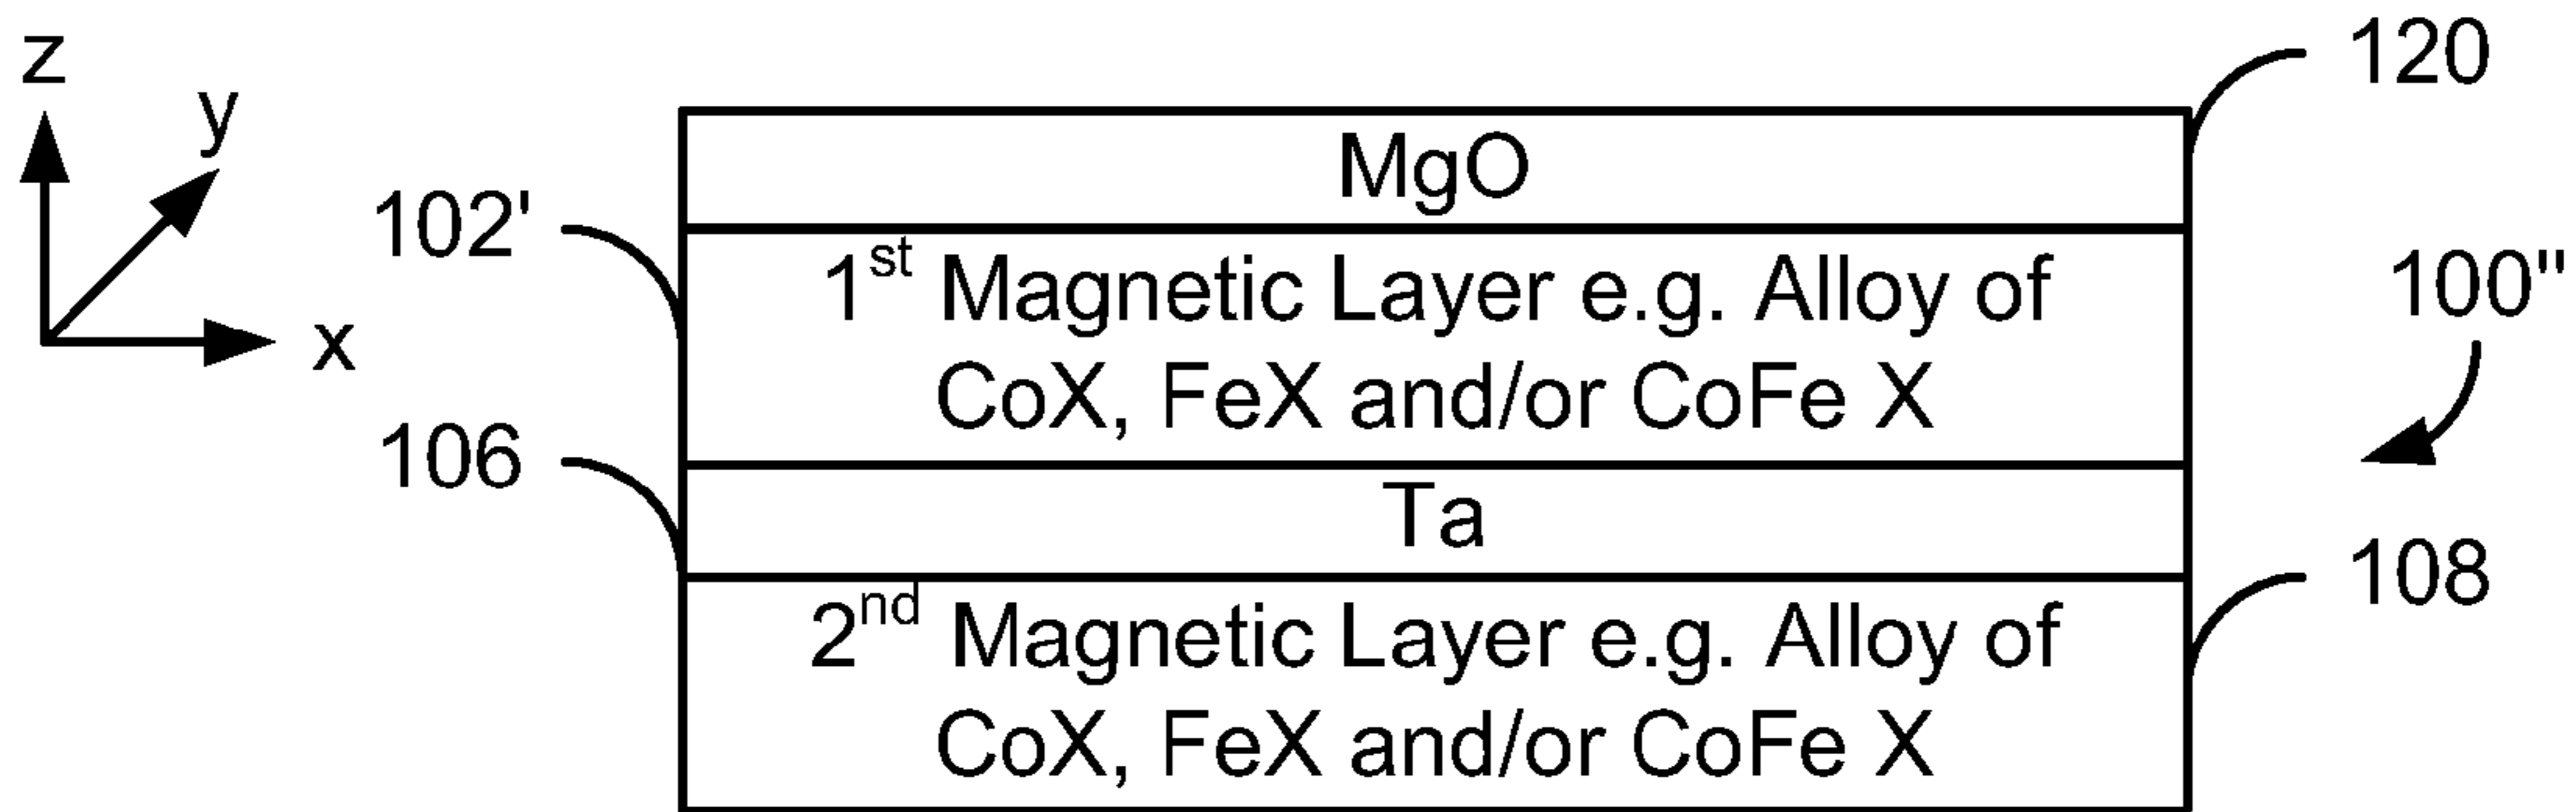 z
y
x
120
MgO
102'
1st Magnetic Layer e.g. Alloy of
CoX, FeX and/or CoFe X
100"
106
Ta
108
2nd Magnetic Layer e.g. Alloy of
CoX, FeX and/or CoFe X